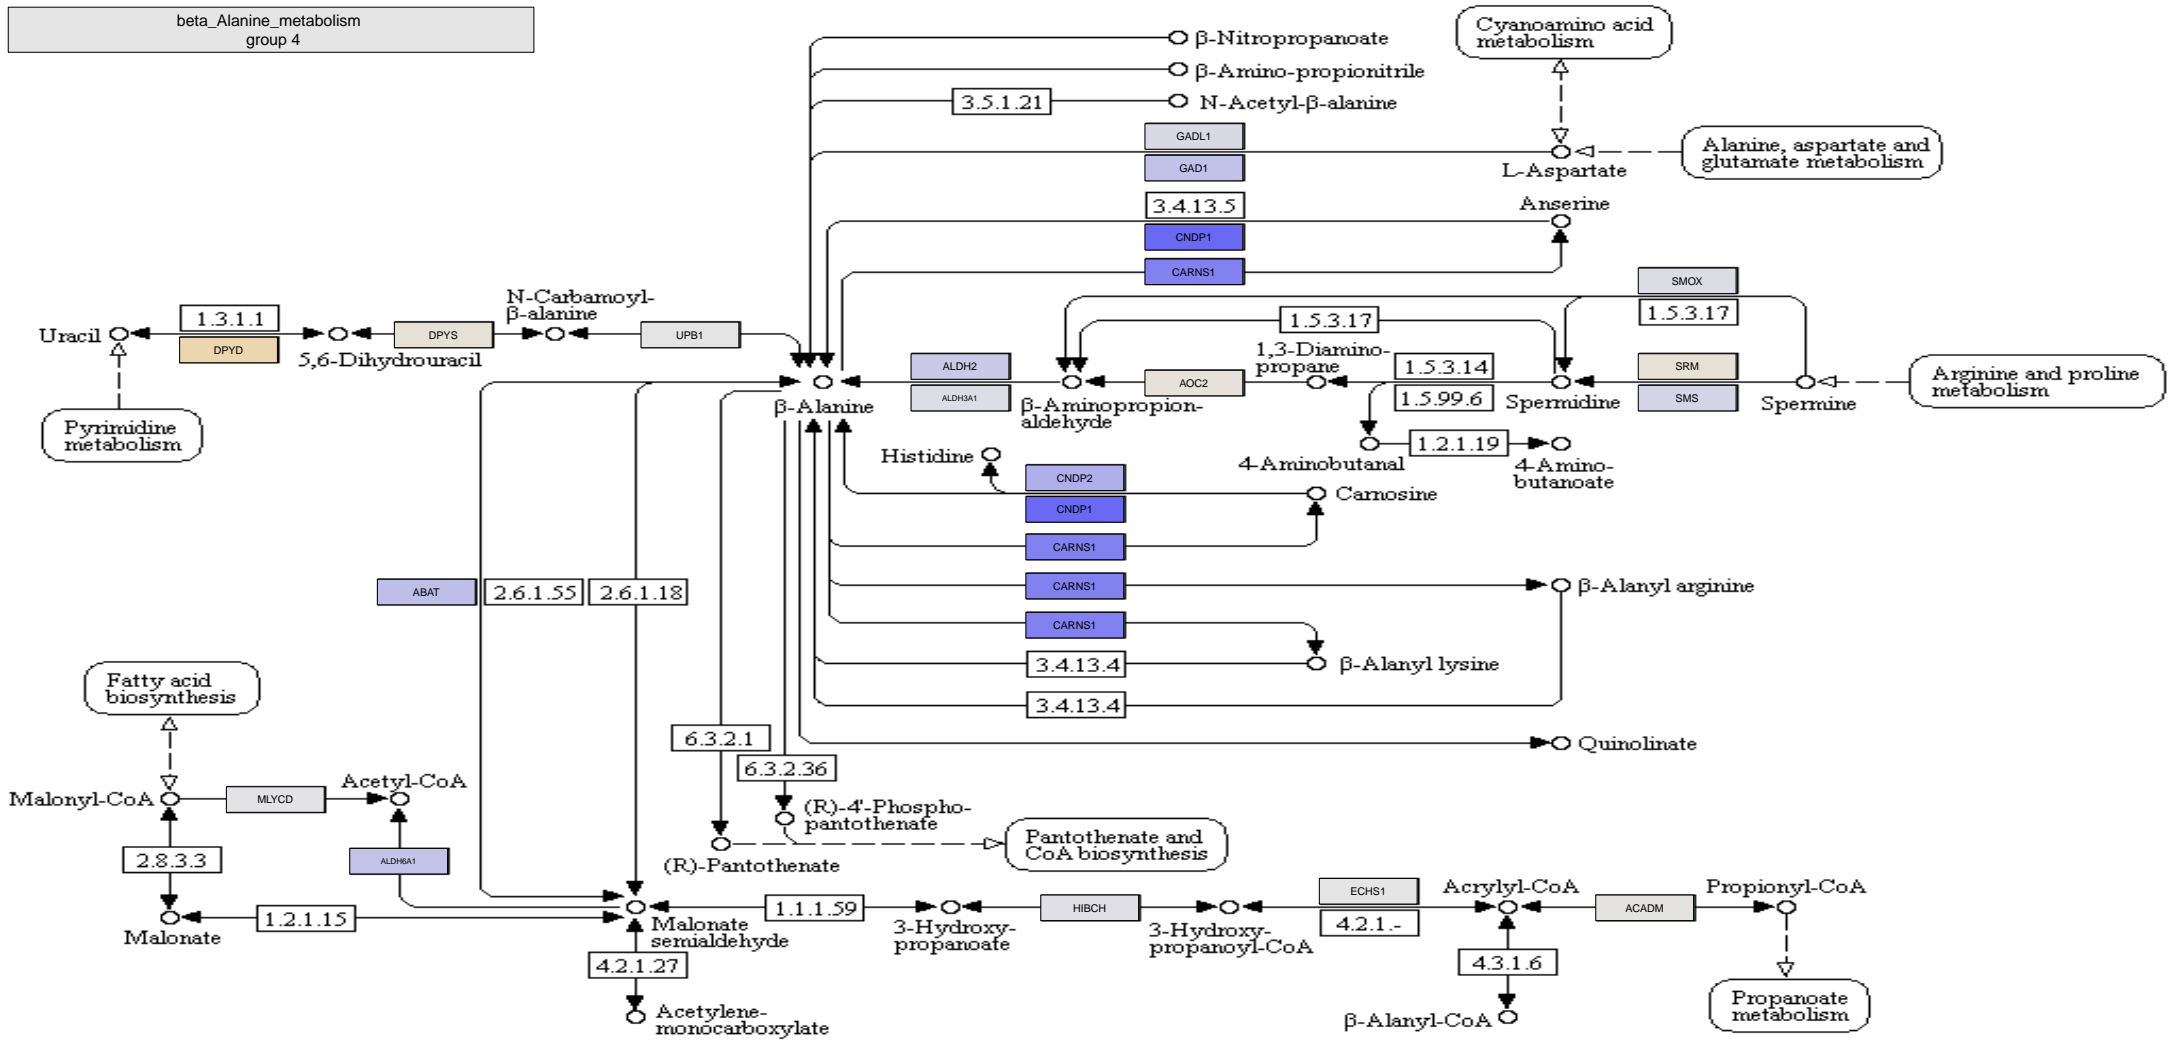 beta_Alanine_metabolism
group 4
β-Nitropropanoate
β-Amino-propionitrile
3.5.1.21
N-Acetyl-β-alanine
Cyanoamino acid
metabolism
GADL1
GAD1
L-Aspartate
Alanine, aspartate and
glutamate metabolism
3.4.13.5
Anserine
CNDP1
CARNS1
SMOX
1.5.3.17
1.5.3.17
Uracil
1.3.1.1
DPYD
5,6-Dihydrouracil
DPYS
N-Carbamoyl-
β-alanine
UPB1
Pyrimidine
metabolism
β-Alanine
ALDH2
ALDH3A1
β-Aminopropion-
aldehyde
AOC2
1,3-Diamino-
propane
1.5.3.14
1.5.99.6
Spermidine
SRM
SMS
Spermine
Arginine and proline
metabolism
4-Aminobutanal
1.2.1.19
4-Amino-
butanoate
Histidine
CNDP2
CNDP1
Carnosine
CARNS1
CARNS1
β-Alanyl arginine
CARNS1
3.4.13.4
β-Alanyl lysine
3.4.13.4
ABAT
2.6.1.55
2.6.1.18
6.3.2.1
6.3.2.36
Quinolinate
Fatty acid
biosynthesis
Malonyl-CoA
MLYCD
Acetyl-CoA
(R)-4'-Phospho-
pantothenate
(R)-Pantothenate
Pantothenate and
CoA biosynthesis
2.8.3.3
ALDH6A1
Malonate
1.2.1.15
Malonate
semialdehyde
1.1.1.59
3-Hydroxy-
propanoate
HIBCH
3-Hydroxy-
propanoyl-CoA
ECHS1
4.2.1.-
Acrylyl-CoA
ACADM
Propionyl-CoA
4.2.1.27
Acetylene-
monocarboxylate
4.3.1.6
β-Alanyl-CoA
Propanoate
metabolism